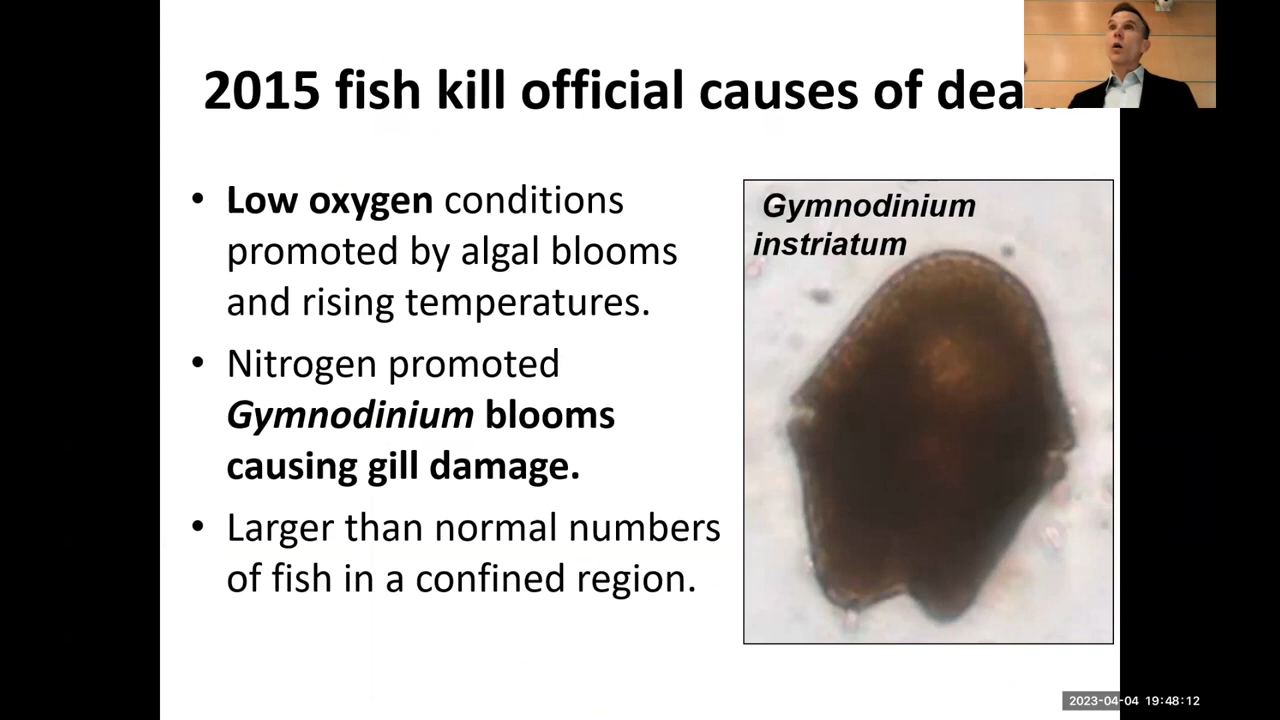 2015 fish kill official causes of
• Low oxygen conditions
promoted by algal blooms
and rising temperatures.
• Nitrogen promoted
Gymnodinium blooms
causing gill damage.
• Larger than normal numbers
of fish in a confined region.
Gymnodinium
instriatum
2023-04-04 19:48:12